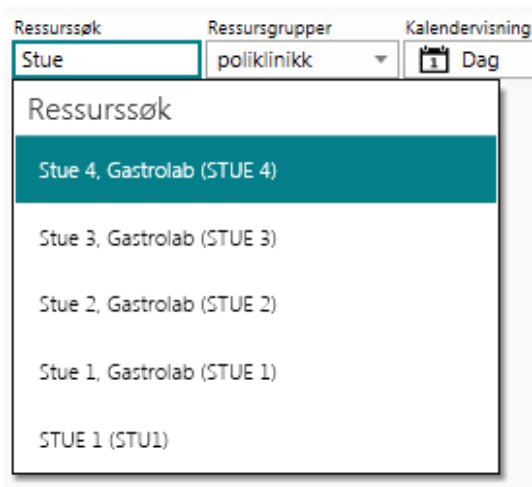 Ressurssøk Ressursgrupper Kalendervisning
Stue poliklinikk 1 Dag
Ressurssøk
Stue 4, Gastrolab (STUE 4)
Stue 3, Gastrolab (STUE 3)
Stue 2, Gastrolab (STUE 2)
Stue 1, Gastrolab (STUE 1)
STUE 1 (STU1)